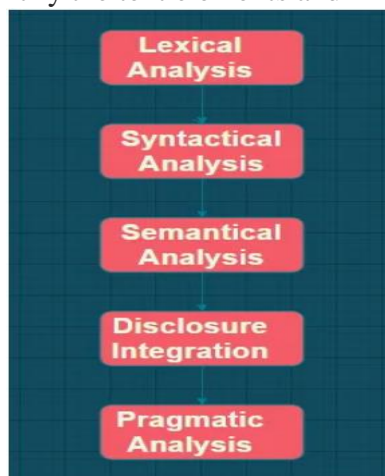 Lexical
Analysis
Syntactical
Analysis
Semantical
Analysis
Disclosure
Integration
Pragmatic
Analysis